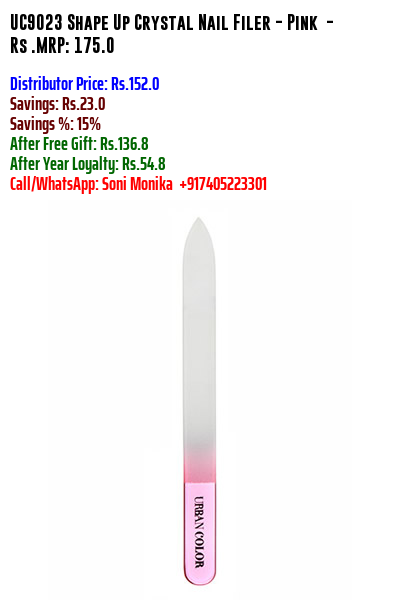 UC9023 Shape Up Crystal Nail Filer - Pink -
Rs .MRP: 175.0
Distributor Price: Rs.152.0
Savings: Rs.23.0
Savings %: 15%
After Free Gift: Rs.136.8
After Year Loyalty: Rs.54.8
Call/WhatsApp: Soni Monika +917405223301
URBAN COLOR